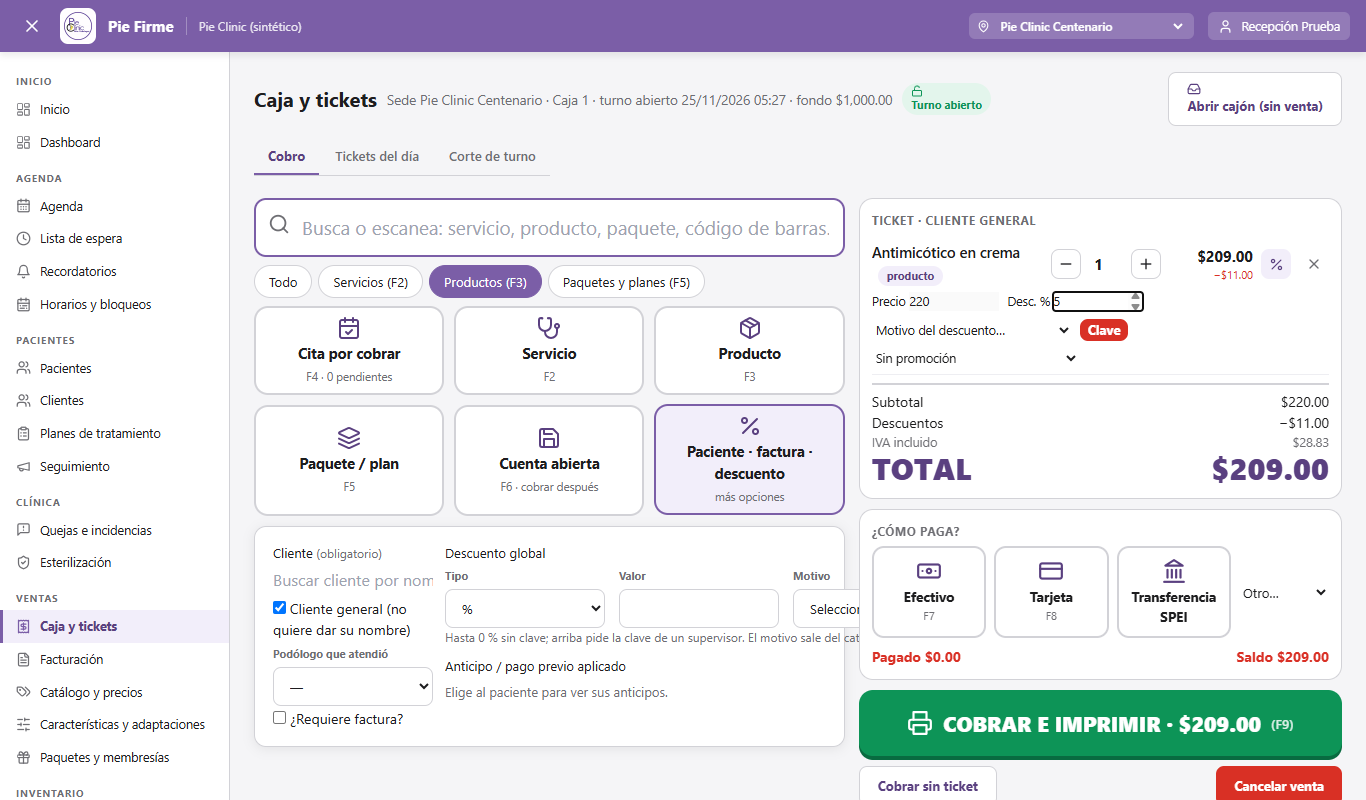 Pie Firme
Pie Clinic (sintético)
Pie Clinic Centenario
Recepción Prueba
INICIO
Inicio
Dashboard
AGENDA
Agenda
Lista de espera
Recordatorios
Horarios y bloqueos
PACIENTES
Pacientes
Clientes
Planes de tratamiento
Seguimiento
CLÍNICA
Quejas e incidencias
Esterilización
VENTAS
Caja y tickets
Facturación
Catálogo y precios
Características y adaptaciones
Paquetes y membresías
INVENTARIO
Caja y tickets
Sede Pie Clinic Centenario · Caja 1 · turno abierto 25/11/2026 05:27 · fondo $1,000.00
Turno abierto
Abrir cajón (sin venta)
Cobro
Tickets del día
Corte de turno
Busca o escanea: servicio, producto, paquete, código de barras.
Todo
Servicios (F2)
Productos (F3)
Paquetes y planes (F5)
Cita por cobrar
F4 · 0 pendientes
Servicio
F2
Producto
F3
Paquete / plan
F5
Cuenta abierta
F6 · cobrar después
Paciente · factura ·
descuento
más opciones
Cliente (obligatorio)
Buscar cliente por nom
Cliente general (no
quiere dar su nombre)
Podólogo que atendió
—
¿Requiere factura?
Descuento global
Tipo
Valor
Motivo
%
Seleccion
Hasta 0 % sin clave; arriba pide la clave de un supervisor. El motivo sale del cat
Anticipo / pago previo aplicado
Elige al paciente para ver sus anticipos.
TICKET · CLIENTE GENERAL
Antimicótico en crema
producto
− 1 +
$209.00
−$11.00
%
Precio 220
Desc. % 5
Motivo del descuento...
Clave
Sin promoción
Subtotal $220.00
Descuentos −$11.00
IVA incluido $28.83
TOTAL $209.00
¿CÓMO PAGA?
Efectivo
F7
Tarjeta
F8
Transferencia
SPEI
Otro...
Pagado $0.00
Saldo $209.00
COBRAR E IMPRIMIR · $209.00 (F9)
Cobrar sin ticket
Cancelar venta